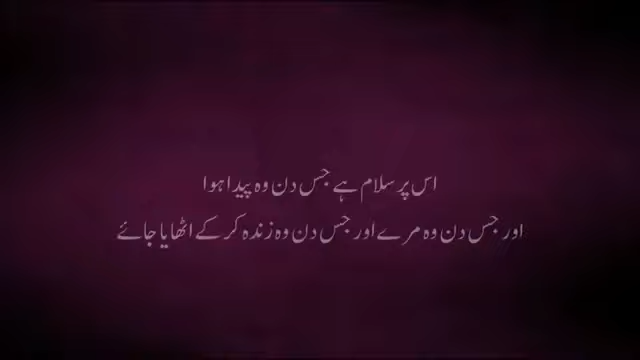 اس پر سلام ہے جس دن وہ پیدا ہوا
اور جس دن وہ مرے اور جس دن وہ زندہ کر کے اٹھایا جائے